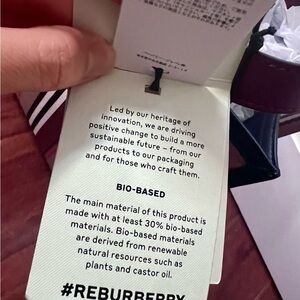 Led by our heritage of
innovation, we are driving
positive change to build a more
sustainable future – from our
products to our packaging
and for those who craft them.
BIO-BASED
The main material of this product is
made with at least 30% bio-based
materials. Bio-based materials
are derived from renewable
natural resources such as
plants and castor oil.
#REBURBERRY